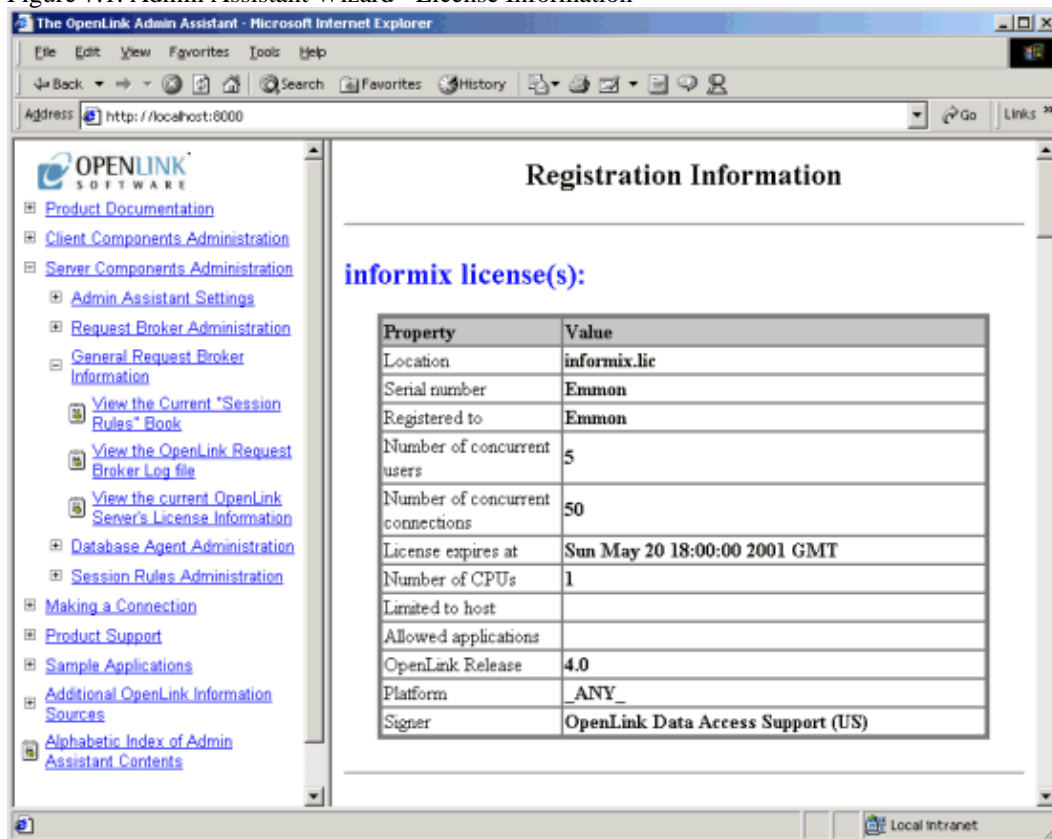 Figure 7.1. Admin Assistant Wizard - License Information
The OpenLink Admin Assistant - Microsoft Internet Explorer
File Edit View Favorites Tools Help
Back Search Favorites History
Address http://localhost:8000 Go Links »
OPENLINK
SOFTWARE
Product Documentation
Client Components Administration
Server Components Administration
Admin Assistant Settings
Request Broker Administration
General Request Broker
Information
View the Current "Session
Rules" Book
View the OpenLink Request
Broker Log file
View the current OpenLink
Server's License Information
Database Agent Administration
Session Rules Administration
Making a Connection
Product Support
Sample Applications
Additional OpenLink Information
Sources
Alphabetic Index of Admin
Assistant Contents
Registration Information
informix license(s):
Property Value
Location informix.lic
Serial number Emmon
Registered to Emmon
Number of concurrent
users 5
Number of concurrent
connections 50
License expires at Sun May 20 18:00:00 2001 GMT
Number of CPUs 1
Limited to host
Allowed applications
OpenLink Release 4.0
Platform _ANY_
Signer OpenLink Data Access Support (US)
Local intranet